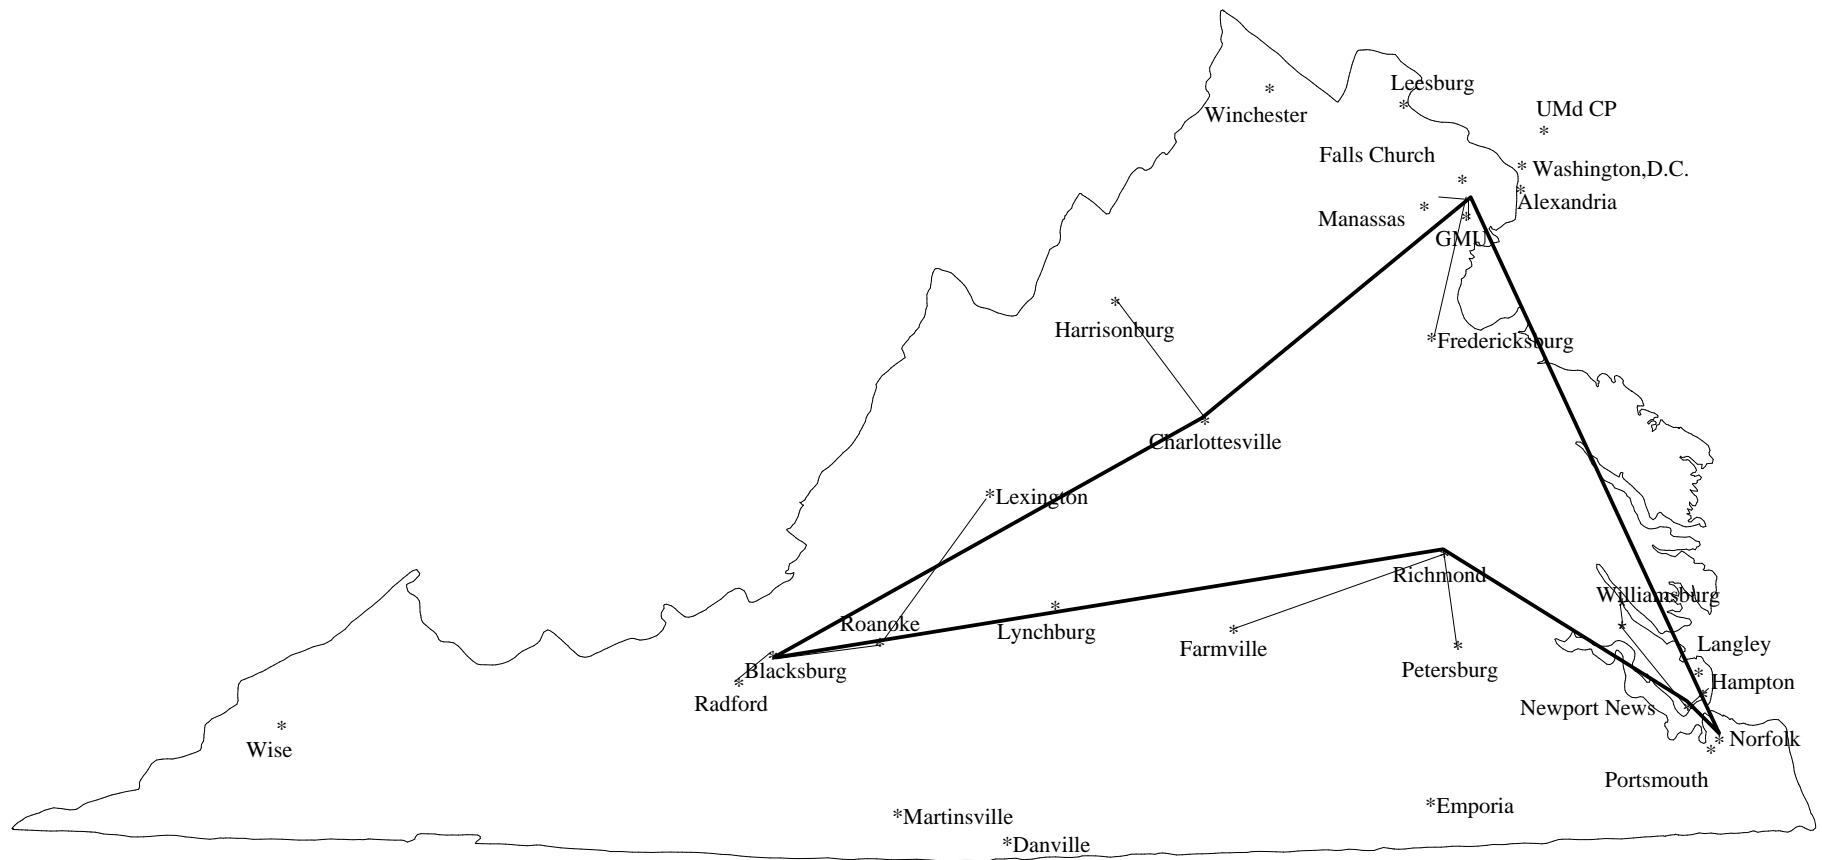 Leesburg
UMd CP
Winchester
Falls Church
Washington,D.C.
Alexandria
Manassas
GMU
Harrisonburg
Fredericksburg
Charlottesville
Lexington
Richmond
Williamsburg
Roanoke
Lynchburg
Farmville
Langley
Blacksburg
Petersburg
Hampton
Radford
Newport News
Norfolk
Wise
Portsmouth
Emporia
Martinsville
Danville